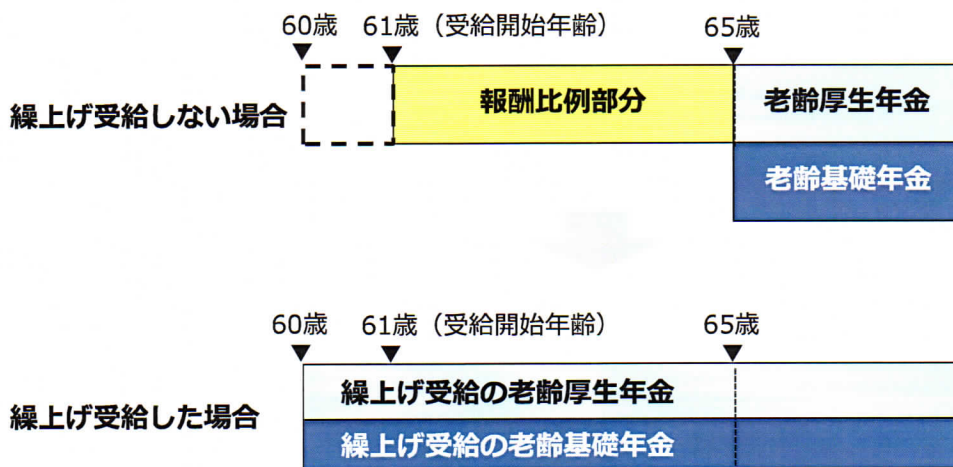 60歳 61歳（受給開始年齢） 65歳
繰上げ受給しない場合 報酬比例部分 老齢厚生年金
老齢基礎年金
60歳 61歳（受給開始年齢） 65歳
繰上げ受給した場合 繰上げ受給の老齢厚生年金
繰上げ受給の老齢基礎年金